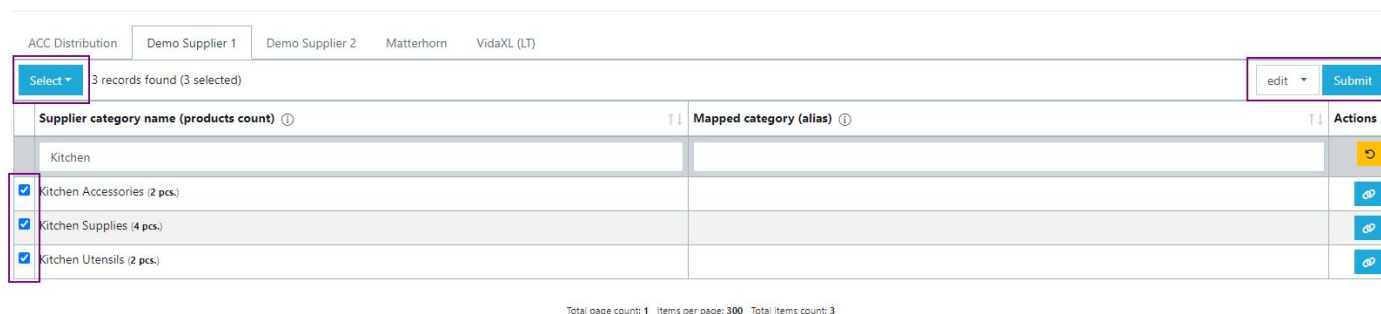 ACC Distribution Demo Supplier 1 Demo Supplier 2 Matterhorn VidaXL (LT)
Select 3 records found (3 selected) edit Submit
Supplier category name (products count) Mapped category (alias) Actions
Kitchen
Kitchen Accessories (2 pcs.)
Kitchen Supplies (4 pcs.)
Kitchen Utensils (2 pcs.)
Total page count: 1 Items per page: 300 Total items count: 3